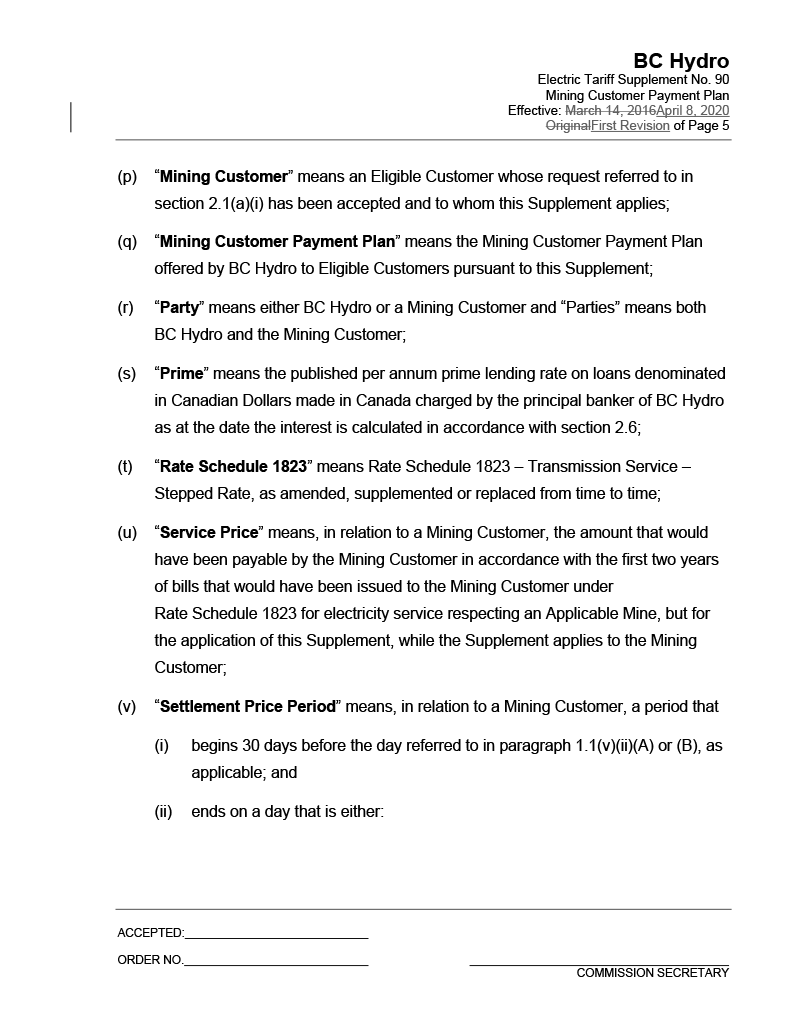 BC Hydro
Electric Tariff Supplement No. 90
Mining Customer Payment Plan
Effective: March 14, 2016April 8, 2020
OriginalFirst Revision of Page 5
(p) “Mining Customer” means an Eligible Customer whose request referred to in
section 2.1(a)(i) has been accepted and to whom this Supplement applies;
(q) “Mining Customer Payment Plan” means the Mining Customer Payment Plan
offered by BC Hydro to Eligible Customers pursuant to this Supplement;
(r) “Party” means either BC Hydro or a Mining Customer and “Parties” means both
BC Hydro and the Mining Customer;
(s) “Prime” means the published per annum prime lending rate on loans denominated
in Canadian Dollars made in Canada charged by the principal banker of BC Hydro
as at the date the interest is calculated in accordance with section 2.6;
(t) “Rate Schedule 1823” means Rate Schedule 1823 – Transmission Service –
Stepped Rate, as amended, supplemented or replaced from time to time;
(u) “Service Price” means, in relation to a Mining Customer, the amount that would
have been payable by the Mining Customer in accordance with the first two years
of bills that would have been issued to the Mining Customer under
Rate Schedule 1823 for electricity service respecting an Applicable Mine, but for
the application of this Supplement, while the Supplement applies to the Mining
Customer;
(v) “Settlement Price Period” means, in relation to a Mining Customer, a period that
(i) begins 30 days before the day referred to in paragraph 1.1(v)(ii)(A) or (B), as
applicable; and
(ii) ends on a day that is either:
ACCEPTED:
ORDER NO.
COMMISSION SECRETARY